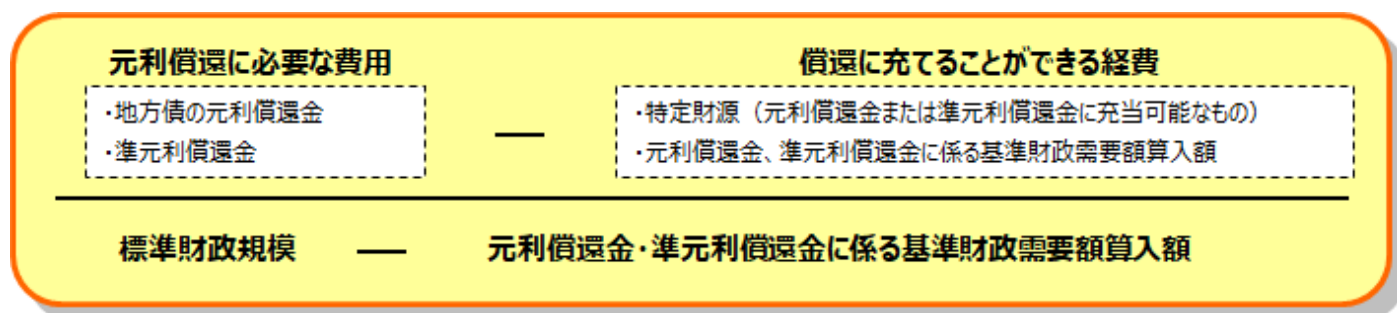 元利償還に必要な費用
償還に充てることができる経費
・地方債の元利償還金
・準元利償還金
―
・特定財源（元利償還金または準元利償還金に充当可能なもの）
・元利償還金、準元利償還金に係る基準財政需要額算入額
標準財政規模 ― 元利償還金・準元利償還金に係る基準財政需要額算入額